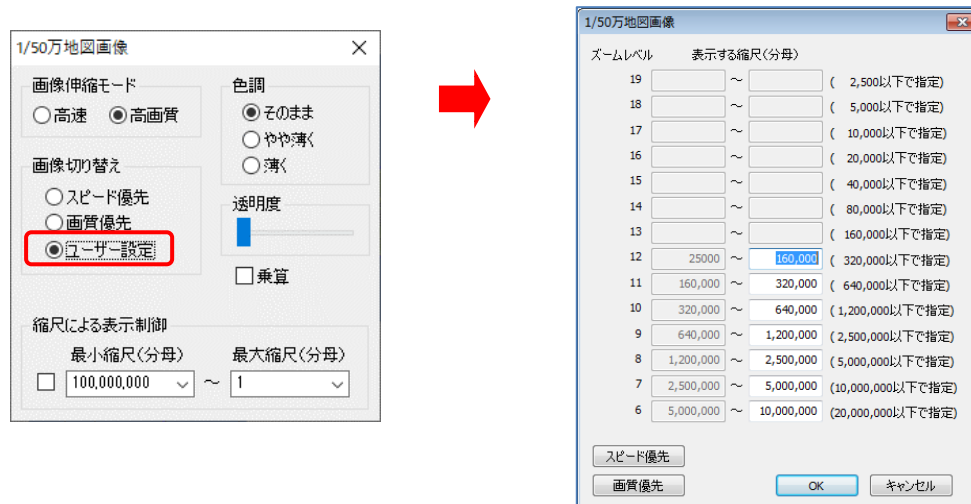 1/50万地図画像
画像伸縮モード
高速 高画質
画像切り替え
スピード優先
画質優先
ユーザー設定
色調
そのまま
やや薄く
薄く
透明度
乗算
縮尺による表示制御
最小縮尺(分母) 最大縮尺(分母)
100,000,000 ～ 1
1/50万地図画像
ズームレベル 表示する縮尺(分母)
19 ～ ( 2,500以下で指定)
18 ～ ( 5,000以下で指定)
17 ～ ( 10,000以下で指定)
16 ～ ( 20,000以下で指定)
15 ～ ( 40,000以下で指定)
14 ～ ( 80,000以下で指定)
13 ～ ( 160,000以下で指定)
12 25000 ～ 160,000 ( 320,000以下で指定)
11 160,000 ～ 320,000 ( 640,000以下で指定)
10 320,000 ～ 640,000 ( 1,200,000以下で指定)
9 640,000 ～ 1,200,000 ( 2,500,000以下で指定)
8 1,200,000 ～ 2,500,000 ( 5,000,000以下で指定)
7 2,500,000 ～ 5,000,000 (10,000,000以下で指定)
6 5,000,000 ～ 10,000,000 (20,000,000以下で指定)
スピード優先
画質優先 OK キャンセル